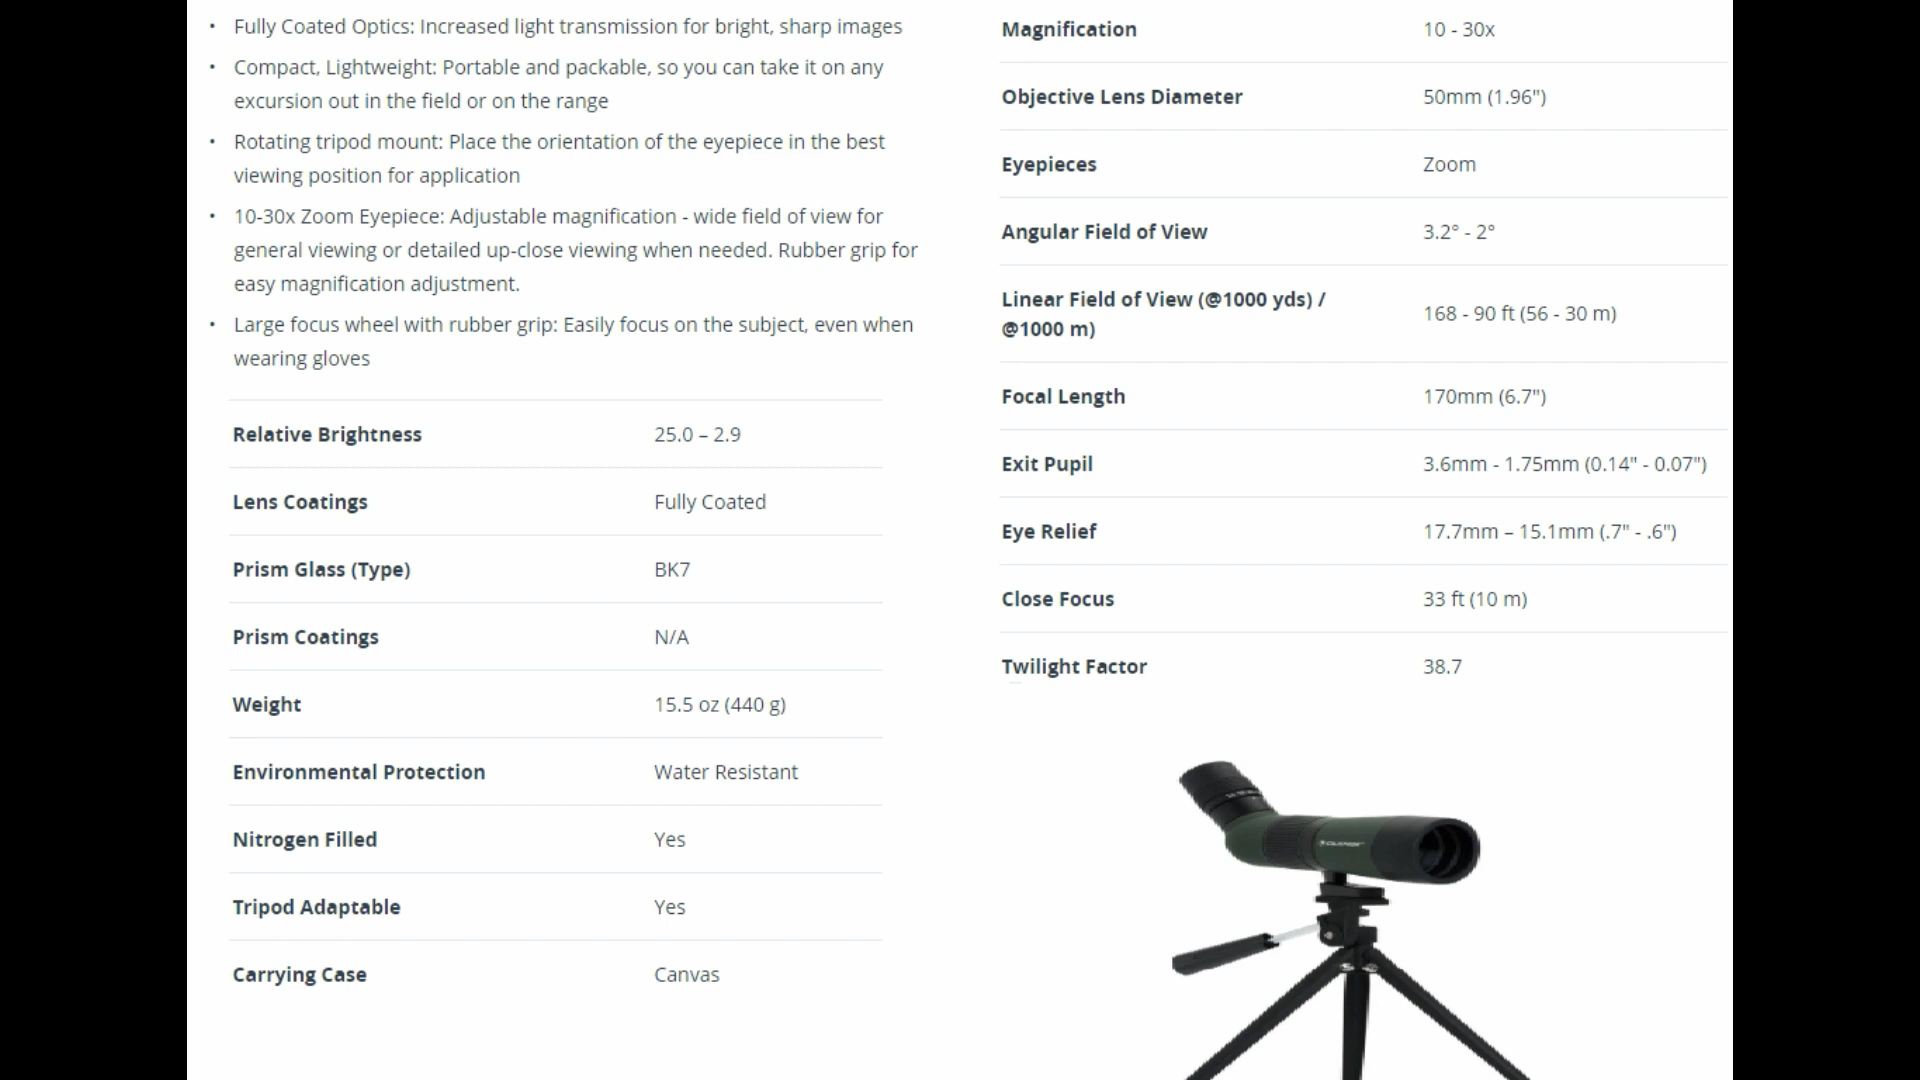 • Fully Coated Optics: Increased light transmission for bright, sharp images
• Compact, Lightweight: Portable and packable, so you can take it on any
excursion out in the field or on the range
• Rotating tripod mount: Place the orientation of the eyepiece in the best
viewing position for application
• 10-30x Zoom Eyepiece: Adjustable magnification - wide field of view for
general viewing or detailed up-close viewing when needed. Rubber grip for
easy magnification adjustment.
• Large focus wheel with rubber grip: Easily focus on the subject, even when
wearing gloves
Relative Brightness 25.0 – 2.9
Lens Coatings Fully Coated
Prism Glass (Type) BK7
Prism Coatings N/A
Weight 15.5 oz (440 g)
Environmental Protection Water Resistant
Nitrogen Filled Yes
Tripod Adaptable Yes
Carrying Case Canvas
Magnification 10 - 30x
Objective Lens Diameter 50mm (1.96")
Eyepieces Zoom
Angular Field of View 3.2° - 2°
Linear Field of View (@1000 yds) /
@1000 m) 168 - 90 ft (56 - 30 m)
Focal Length 170mm (6.7")
Exit Pupil 3.6mm - 1.75mm (0.14" - 0.07")
Eye Relief 17.7mm – 15.1mm (.7" - .6")
Close Focus 33 ft (10 m)
Twilight Factor 38.7